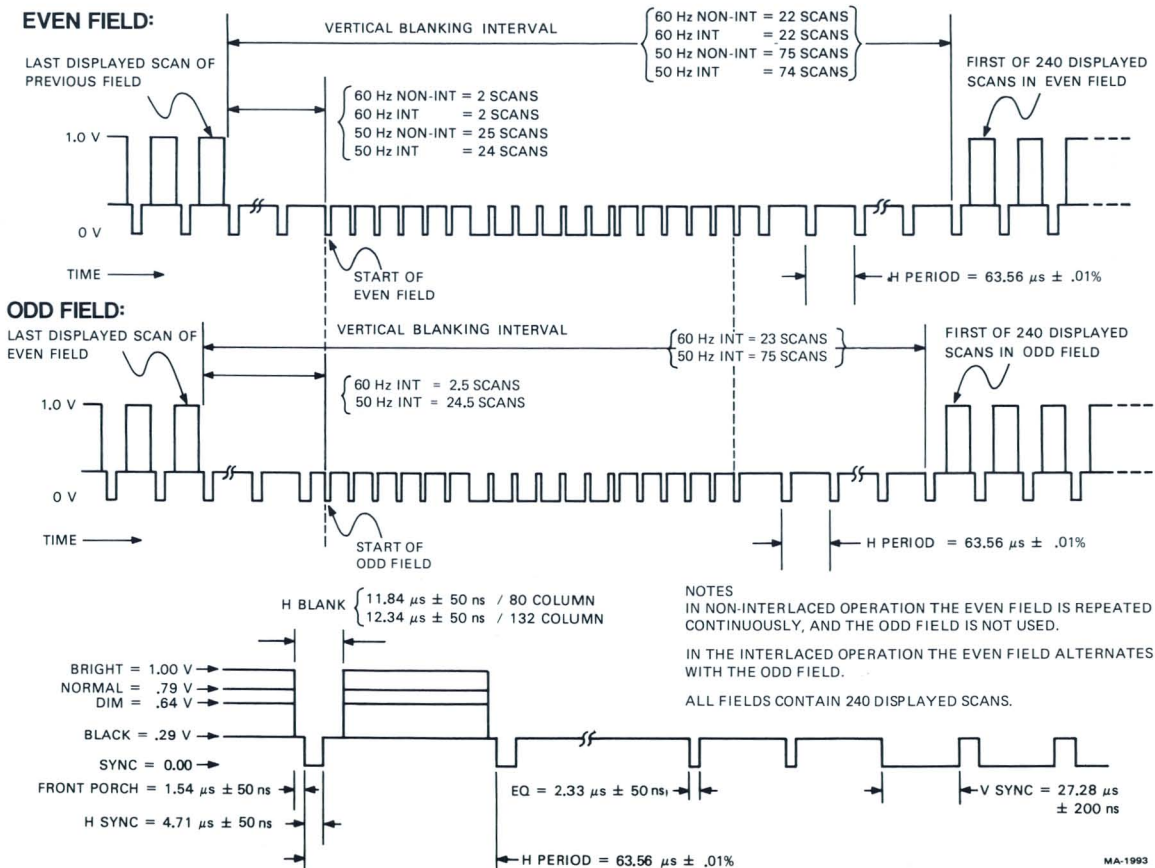 EVEN FIELD:
VERTICAL BLANKING INTERVAL
60 Hz NON-INT = 22 SCANS
60 Hz INT = 22 SCANS
50 Hz NON-INT = 75 SCANS
50 Hz INT = 74 SCANS
LAST DISPLAYED SCAN OF
PREVIOUS FIELD
FIRST OF 240 DISPLAYED
SCANS IN EVEN FIELD
60 Hz NON-INT = 2 SCANS
60 Hz INT = 2 SCANS
50 Hz NON-INT = 25 SCANS
50 Hz INT = 24 SCANS
1.0 V
0 V
TIME
START OF
EVEN FIELD
H PERIOD = 63.56 μs ± .01%
ODD FIELD:
LAST DISPLAYED SCAN OF
EVEN FIELD
VERTICAL BLANKING INTERVAL
60 Hz INT = 23 SCANS
50 Hz INT = 75 SCANS
FIRST OF 240 DISPLAYED
SCANS IN ODD FIELD
60 Hz INT = 2.5 SCANS
50 Hz INT = 24.5 SCANS
1.0 V
0 V
TIME
START OF
ODD FIELD
H PERIOD = 63.56 μs ± .01%
H BLANK
11.84 μs ± 50 ns / 80 COLUMN
12.34 μs ± 50 ns / 132 COLUMN
NOTES
IN NON-INTERLACED OPERATION THE EVEN FIELD IS REPEATED
CONTINUOUSLY, AND THE ODD FIELD IS NOT USED.
IN THE INTERLACED OPERATION THE EVEN FIELD ALTERNATES
WITH THE ODD FIELD.
ALL FIELDS CONTAIN 240 DISPLAYED SCANS.
BRIGHT = 1.00 V
NORMAL = .79 V
DIM = .64 V
BLACK = .29 V
SYNC = 0.00
FRONT PORCH = 1.54 μs ± 50 ns
EQ = 2.33 μs ± 50 ns
V SYNC = 27.28 μs
± 200 ns
H SYNC = 4.71 μs ± 50 ns
H PERIOD = 63.56 μs ± .01%
MA-1993